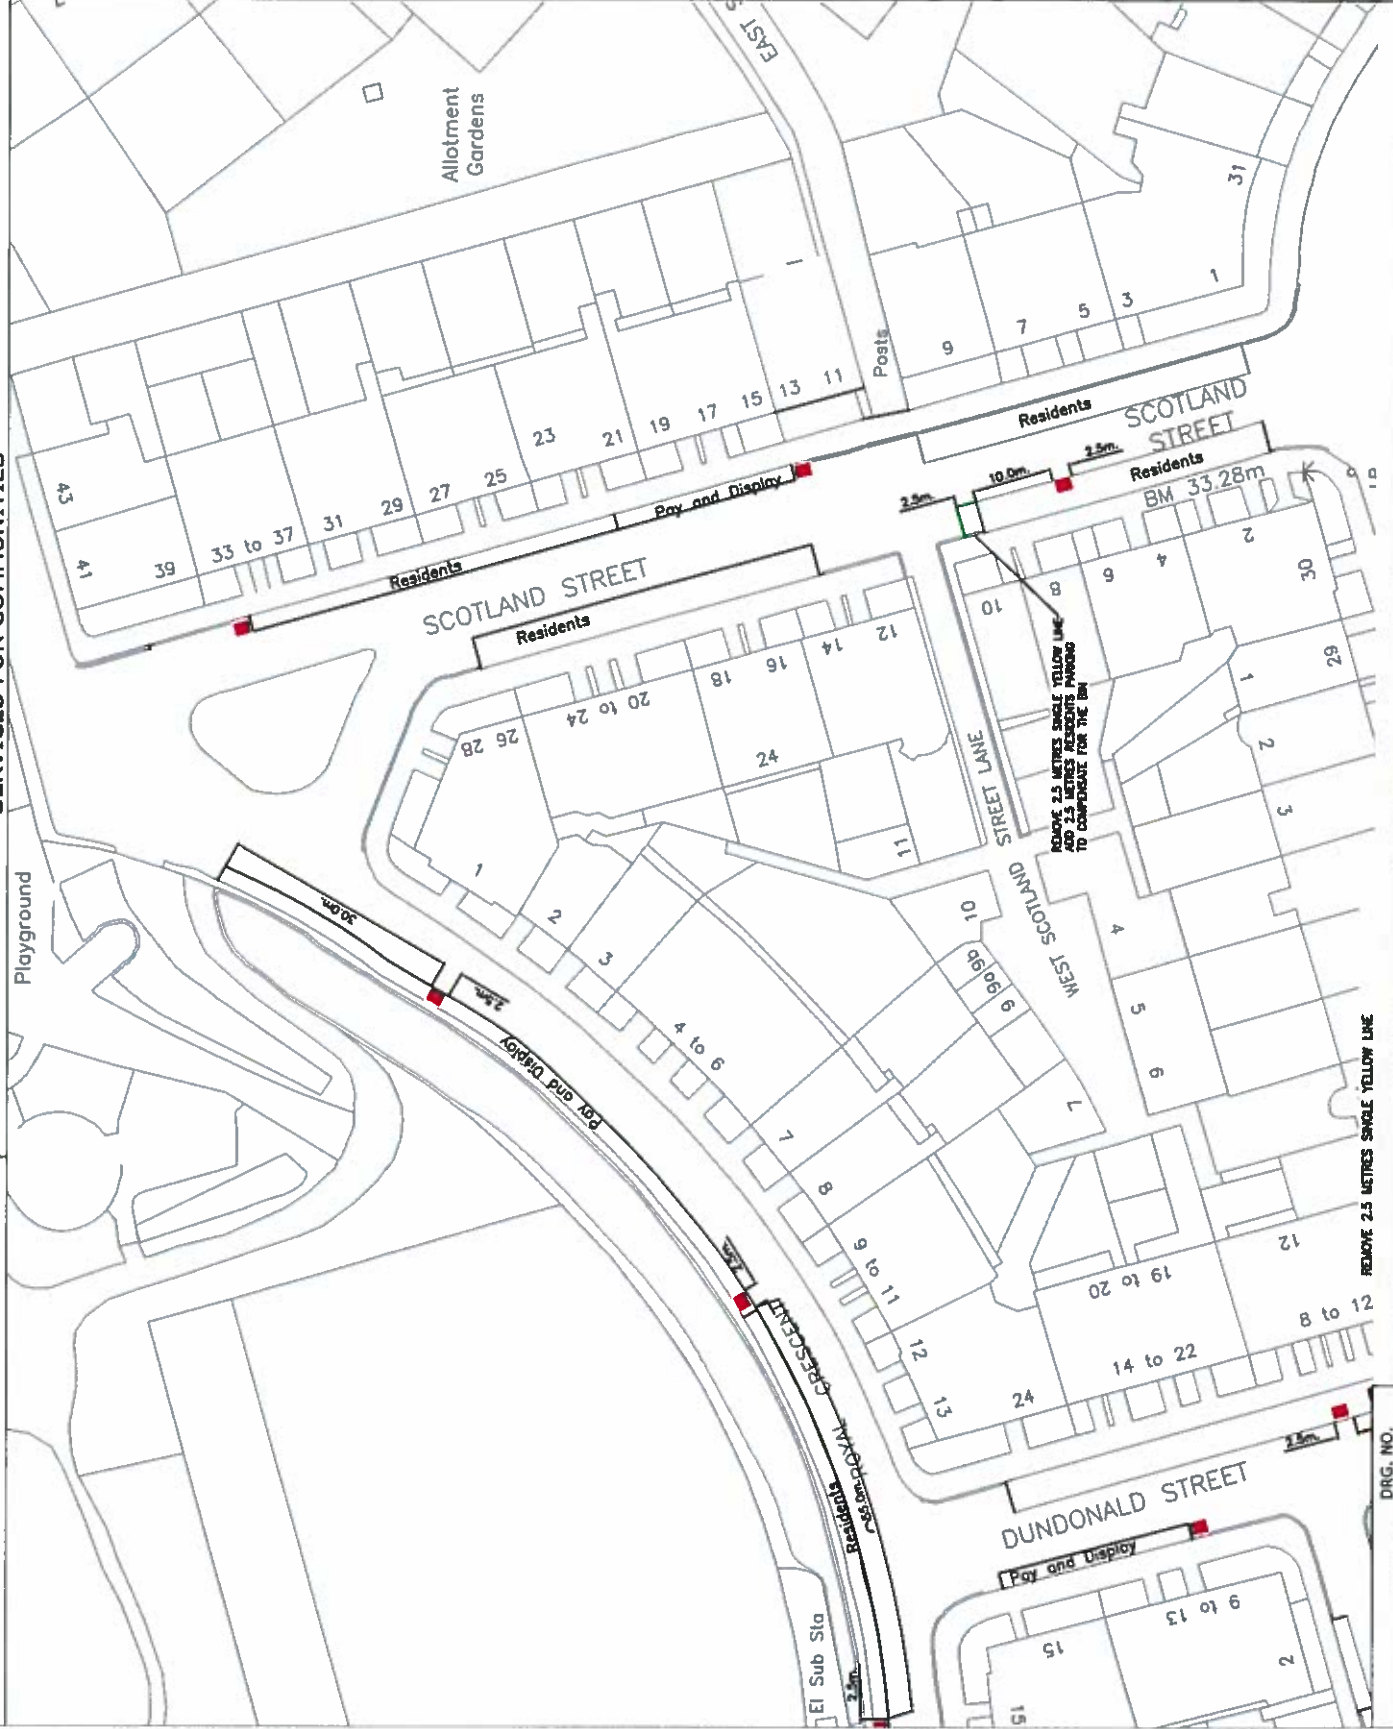 Playground
Allotment
Gardens
EAST
43
41
39
33 to 37
31
29
27
25
23
21
19
17
15
13
11
1
Posts
9
7
5
3
1
31
Residents
Pay and Display
SCOTLAND STREET
Residents
Residents
SCOTLAND
STREET
Residents
BM 33.28m
2.5m.
10.0m.
2.5m.
28
26
20 to 24
18
16
14
12
24
11
10
8
6
4
2
30
29
1
2
3
REMOVE 2.5 METRES SINGLE YELLOW LINE
ADD 2.5 METRES RESIDENTS PARKING
TO COMPENSATE FOR THE BIN
WEST SCOTLAND STREET LANE
10
9b
9a
9
7
4
5
6
30.0m.
2.5m.
Pay and Display
1
2
3
4 to 6
7
8
9 to 11
12
13
2.5m.
ROYAL CRESCENT
Residents
2.5m.
El Sub Sta
24
14 to 22
19 to 20
12
8 to 12
REMOVE 2.5 METRES SINGLE YELLOW LINE
DUNDONALD STREET
2.5m.
Pay and Display
15
9 to 13
2
15
DRG. NO.